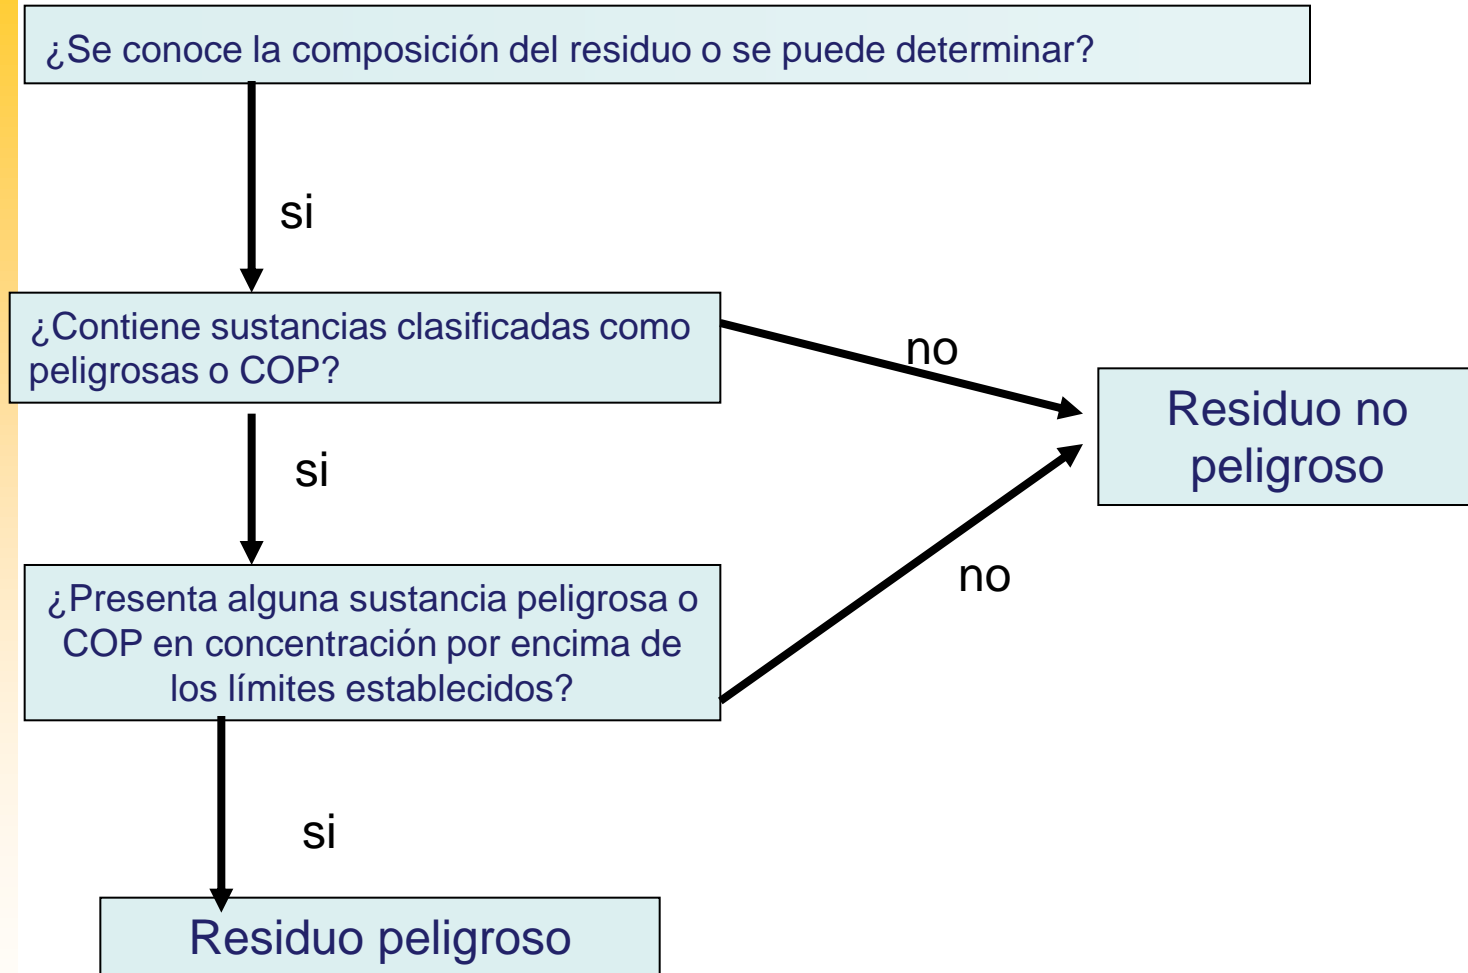 ¿Se conoce la composición del residuo o se puede determinar?
si
¿Contiene sustancias clasificadas como
peligrosas o COP?
no
Residuo no
peligroso
si
¿Presenta alguna sustancia peligrosa o
COP en concentración por encima de
los límites establecidos?
no
si
Residuo peligroso